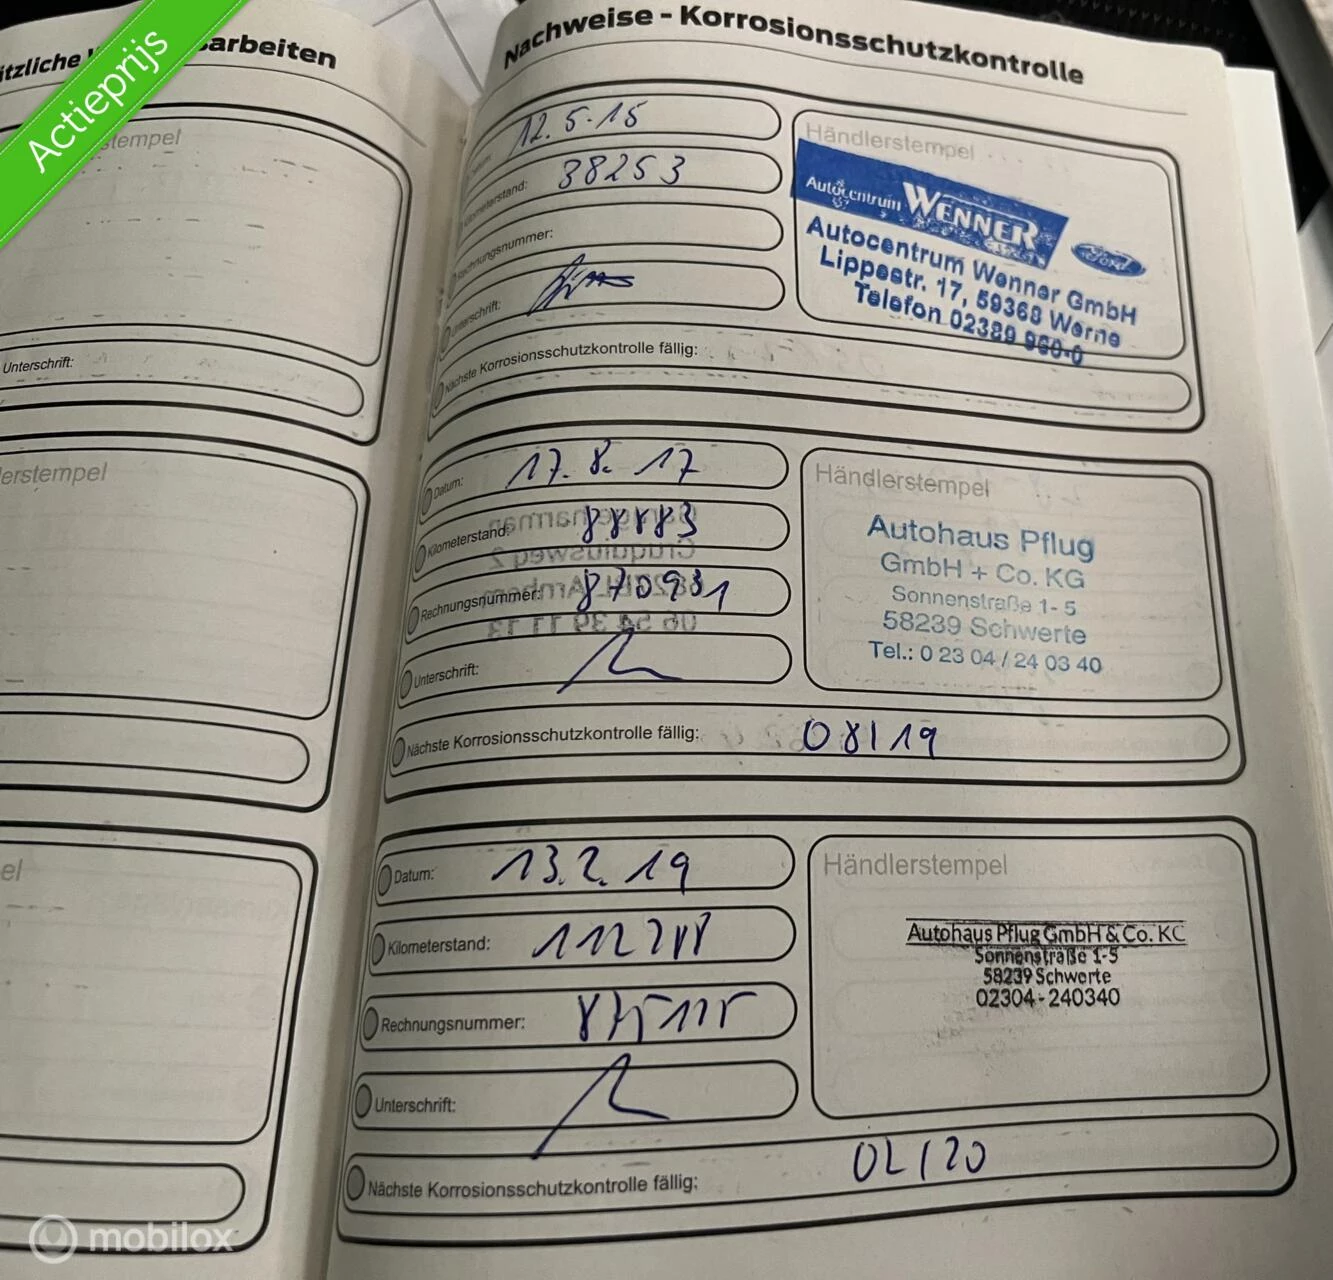 Actieprijs
arbeiten
stempel
Unterschrift:
erstempel
el
Nachweise - Korrosionsschutzkontrolle
12.5.15
Kilometerstand: 38253
Rechnungsnummer:
Unterschrift:
Nächste Korrosionsschutzkontrolle fällig:
Händlerstempel
Autocentrum WENNER
Ford
Autocentrum Wenner GmbH
Lippestr. 17, 59368 Werne
Telefon 02389 960-0
Datum: 17.8.17
Kilometerstand: 88883
Rechnungsnummer: 870931
Unterschrift:
Nächste Korrosionsschutzkontrolle fällig: 08/19
Händlerstempel
Autohaus Pflug
GmbH + Co. KG
Sonnenstraße 1-5
58239 Schwerte
Tel.: 0 23 04 / 24 03 40
Datum: 13.2.19
Kilometerstand:
Rechnungsnummer:
Unterschrift:
Nächste Korrosionsschutzkontrolle fällig: 02/20
Händlerstempel
Autohaus Pflug GmbH & Co. KG
Sonnenstraße 1-5
58239 Schwerte
02304-240340
mobilox